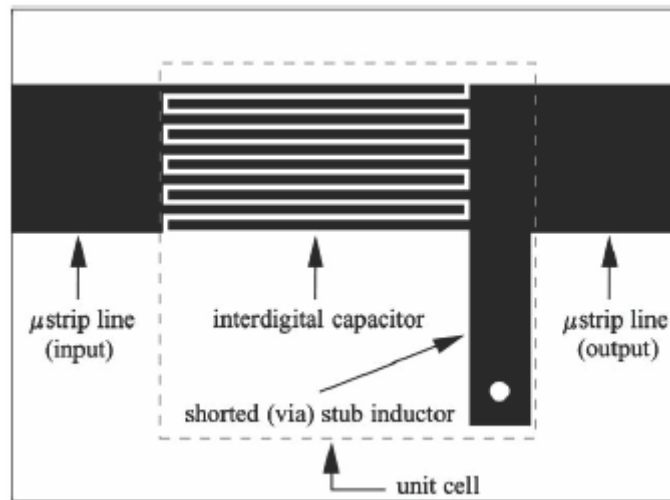 μstrip line
(input)
interdigital capacitor
μstrip line
(output)
shorted (via) stub inductor
unit cell